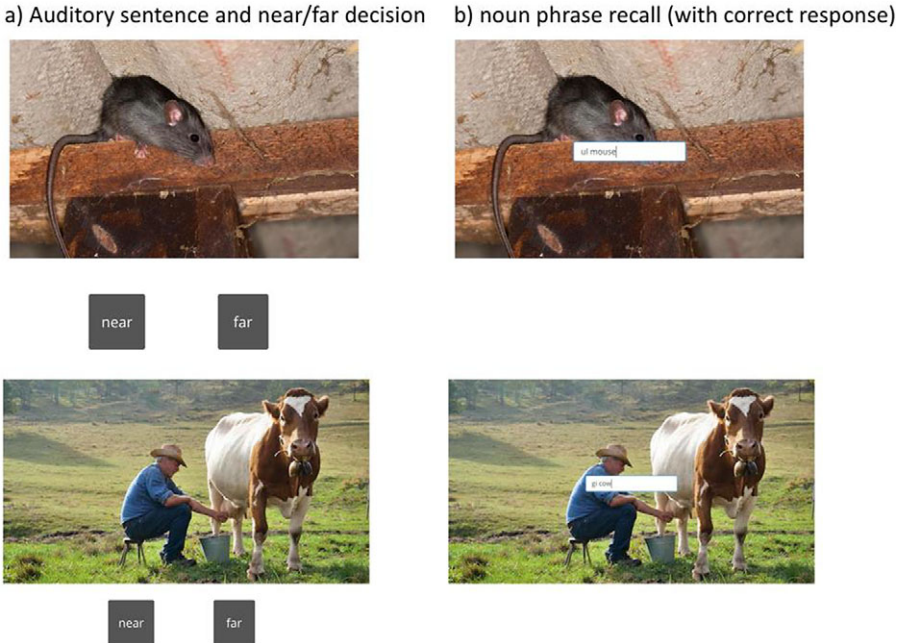 a) Auditory sentence and near/far decision
b) noun phrase recall (with correct response)
ul mouse
near
far
gi cow
near
far